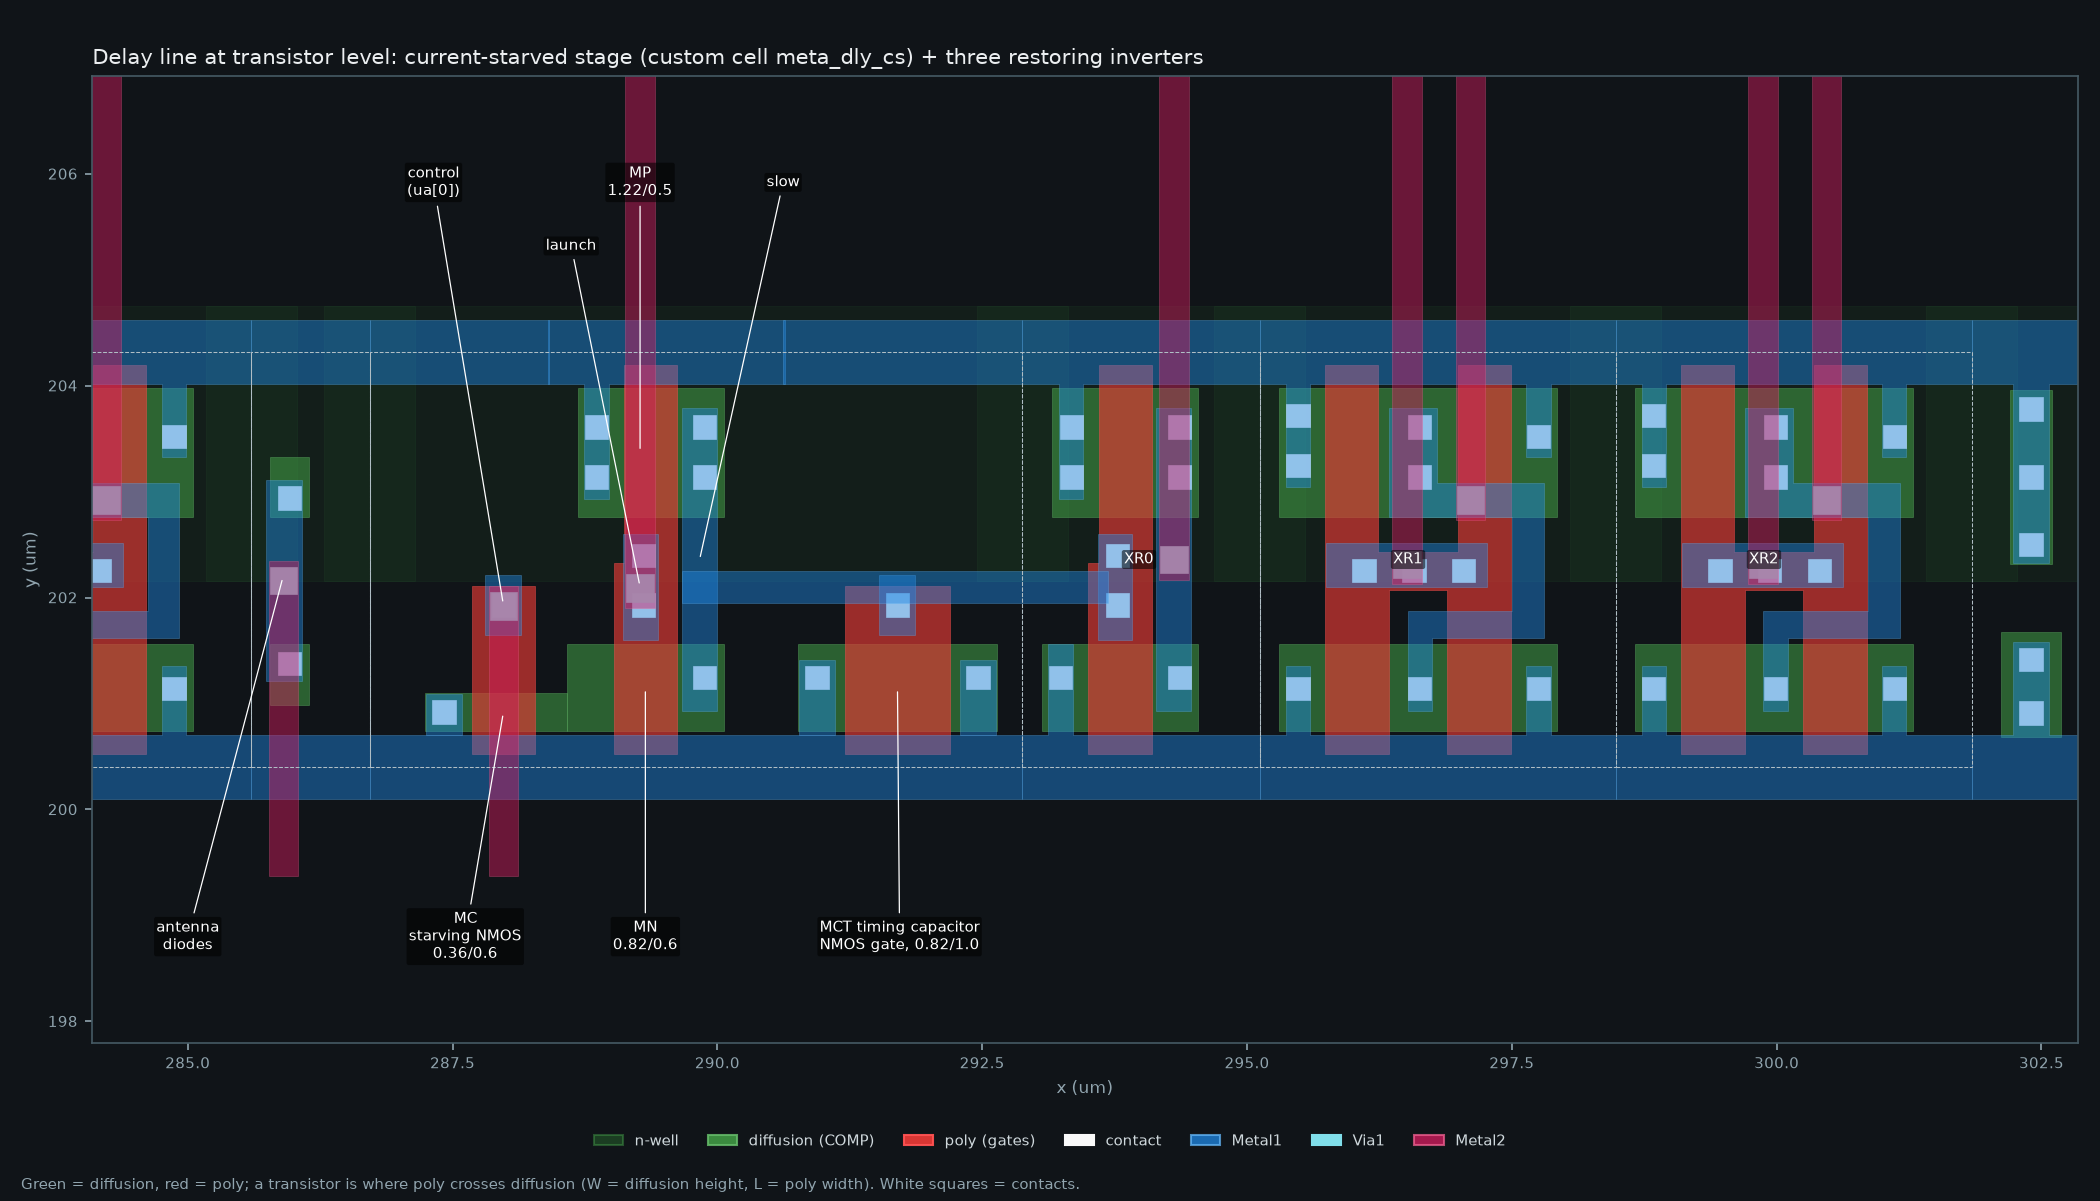 Delay line at transistor level: current-starved stage (custom cell meta_dly_cs) + three restoring inverters
control
(ua[0])
MP
1.22/0.5
slow
launch
XR0
XR1
XR2
antenna
diodes
MC
starving NMOS
0.36/0.6
MN
0.82/0.6
MCT timing capacitor
NMOS gate, 0.82/1.0
206
204
202
200
198
y (um)
285.0
287.5
290.0
292.5
295.0
297.5
300.0
302.5
x (um)
n-well
diffusion (COMP)
poly (gates)
contact
Metal1
Via1
Metal2
Green = diffusion, red = poly; a transistor is where poly crosses diffusion (W = diffusion height, L = poly width). White squares = contacts.